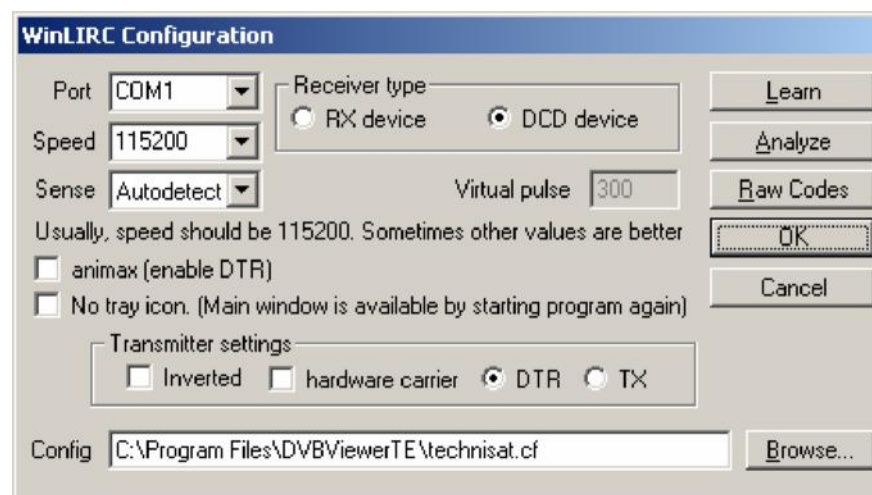 WinLIRC Configuration
Port COM1 Receiver type Learn
RX device DCD device
Speed 115200 Analyze
Sense Autodetect Virtual pulse 300 Raw Codes
Usually, speed should be 115200. Sometimes other values are better OK
animax (enable DTR)
Cancel
No tray icon. (Main window is available by starting program again)
Transmitter settings
Inverted hardware carrier DTR TX
Config C:\Program Files\DVBViewerTE\technisat.cf Browse...